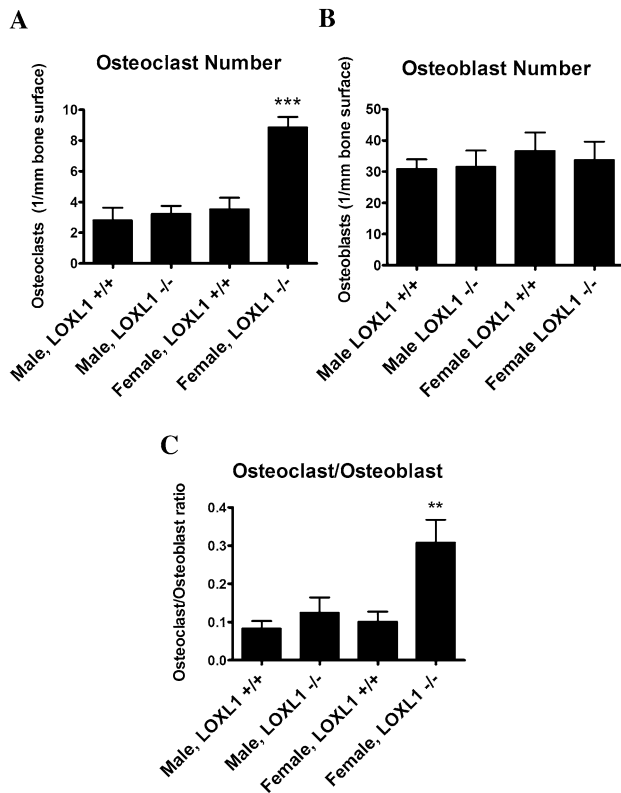 A
Osteoclast Number
Osteoclasts (1/mm bone surface)
10
8
6
4
2
0
***
Male, LOXL1 +/+
Male, LOXL1 -/-
Female, LOXL1 +/+
Female, LOXL1 -/-
B
Osteoblast Number
Osteoblasts (1/mm bone surface)
50
40
30
20
10
0
Male LOXL1 +/+
Male LOXL1 -/-
Female LOXL1 +/+
Female LOXL1 -/-
C
Osteoclast/Osteoblast
Osteoclast/Osteoblast ratio
0.4
0.3
0.2
0.1
0.0
**
Male, LOXL1 +/+
Male, LOXL1 -/-
Female, LOXL1 +/+
Female, LOXL1 -/-